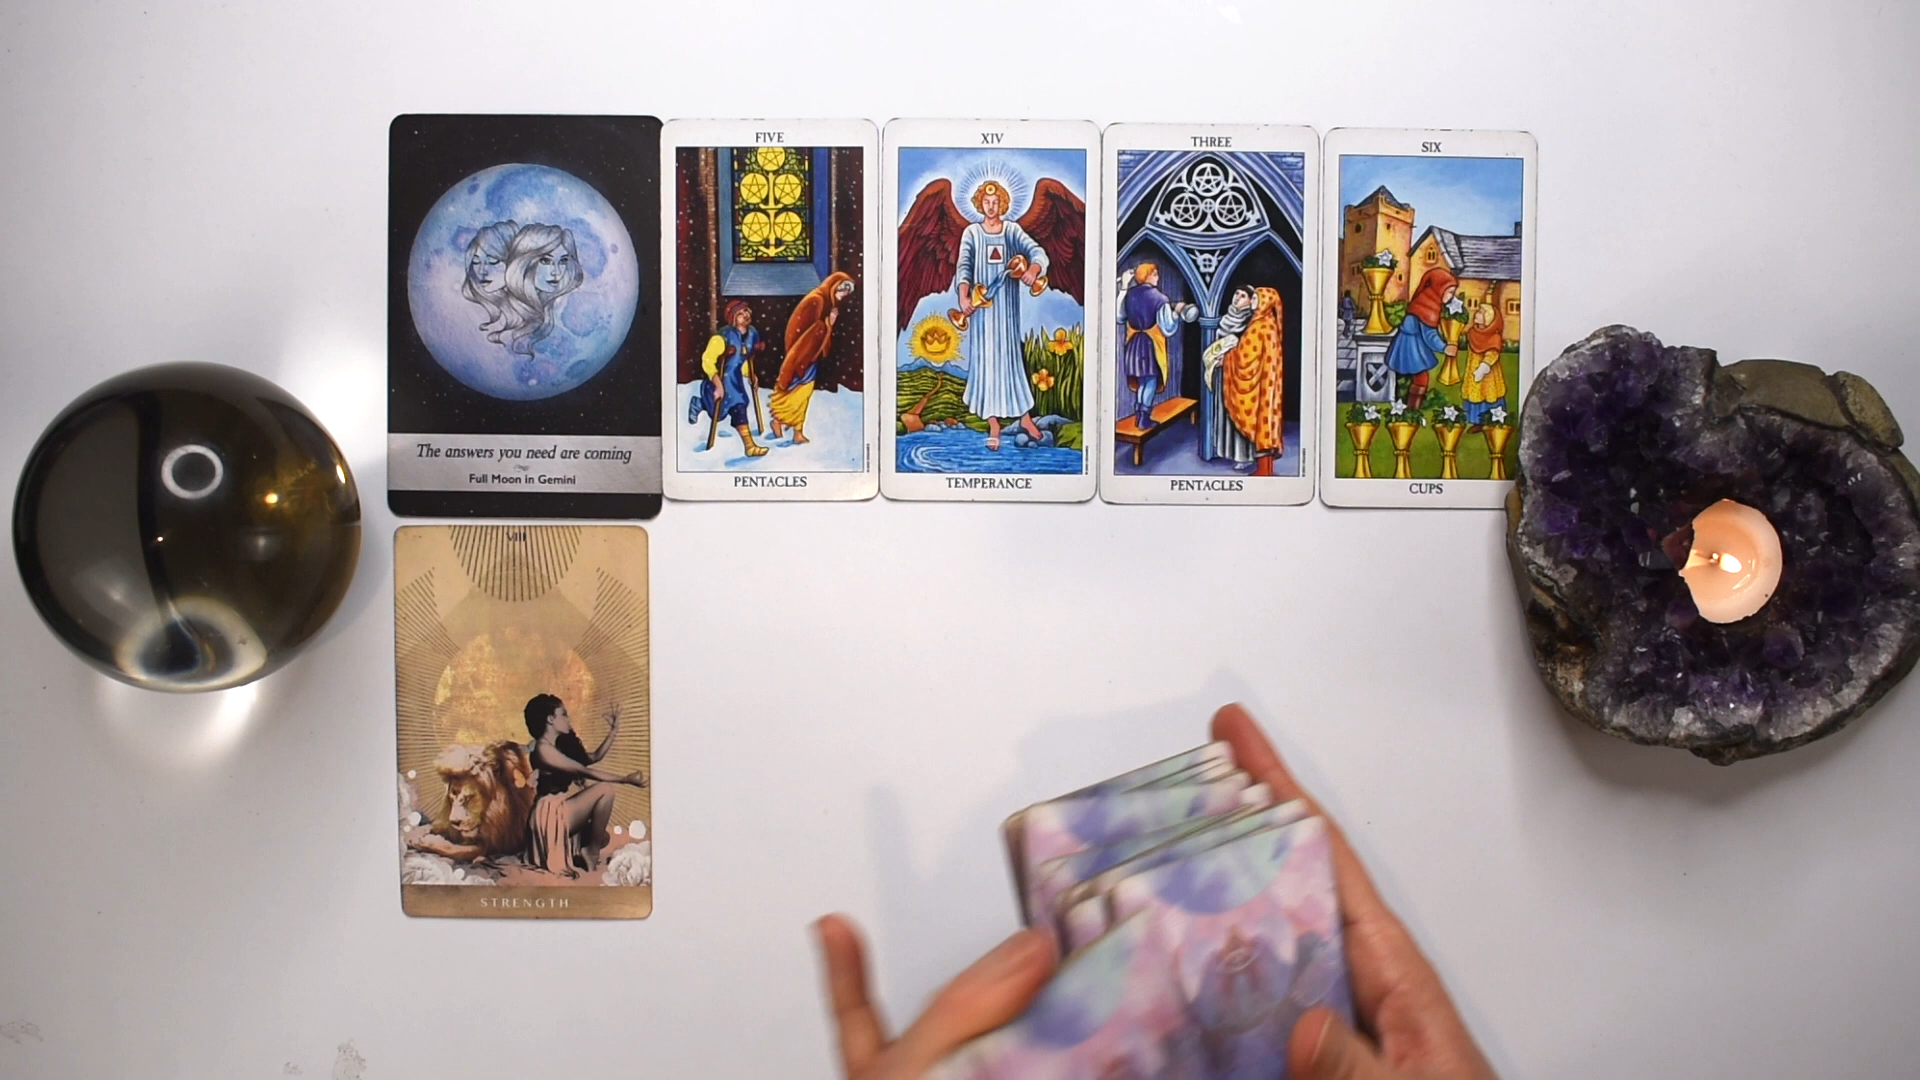 The answers you need are coming
Full Moon in Gemini
FIVE
PENTACLES
XIV
TEMPERANCE
THREE
PENTACLES
SIX
CUPS
VIII
STRENGTH